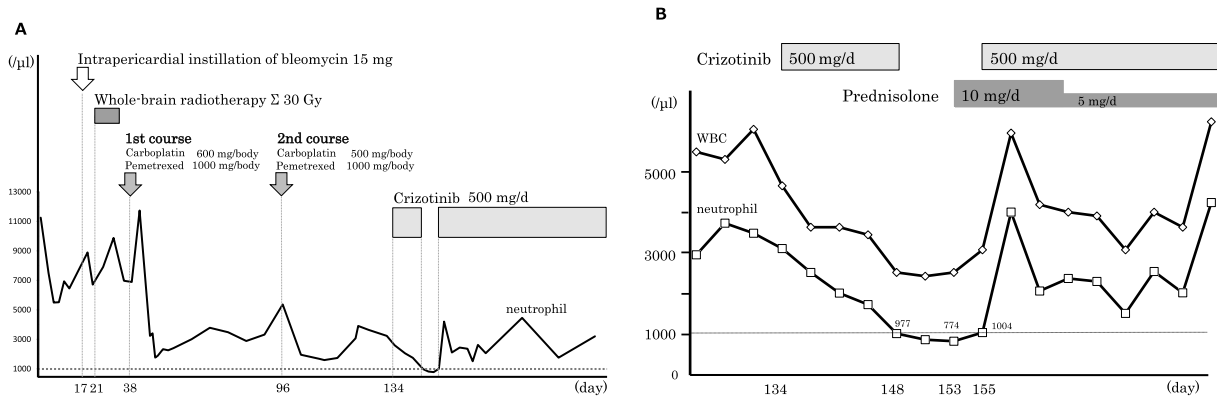 A
(/μl)
Intrapericardial instillation of bleomycin 15 mg
Whole-brain radiotherapy Σ 30 Gy
1st course
Carboplatin 600 mg/body
Pemetrexed 1000 mg/body
2nd course
Carboplatin 500 mg/body
Pemetrexed 1000 mg/body
Crizotinib 500 mg/d
13000
11000
9000
7000
5000
3000
1000
neutrophil
17 21 38 96 134 (day)
B
Crizotinib 500 mg/d 500 mg/d
Prednisolone 10 mg/d 5 mg/d
(/μl)
WBC
5000
neutrophil
3000
1000
977 774 1004
0
134 148 153 155 (day)